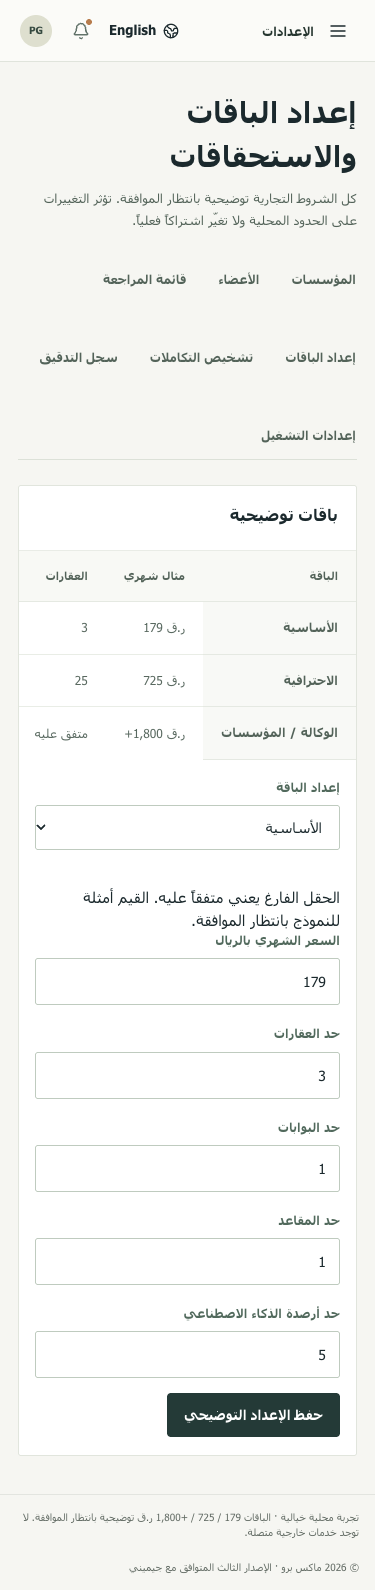 الإعدادات
English
PG
إعداد الباقات
والاستحقاقات
كل الشروط التجارية توضيحية بانتظار الموافقة. تؤثر التغييرات
على الحدود المحلية ولا تغيّر اشتراكاً فعلياً.
المؤسسات الأعضاء قائمة المراجعة
إعداد الباقات تشخيص التكاملات سجل التدقيق
إعدادات التشغيل
باقات توضيحية
الباقة مثال شهري العقارات
الأساسية ر.ق 179 3
الاحترافية ر.ق 725 25
الوكالة / المؤسسات ر.ق 1,800+ متفق عليه
إعداد الباقة
الأساسية
الحقل الفارغ يعني متفقاً عليه. القيم أمثلة
للنموذج بانتظار الموافقة.
السعر الشهري بالريال
179
حد العقارات
3
حد البوابات
1
حد المقاعد
1
حد أرصدة الذكاء الاصطناعي
5
حفظ الإعداد التوضيحي
تجربة محلية خيالية · الباقات 179 / 725 / 1,800+ ر.ق توضيحية بانتظار الموافقة. لا
توجد خدمات خارجية متصلة.
© 2026 ماكس برو · الإصدار الثالث المتوافق مع جيميني